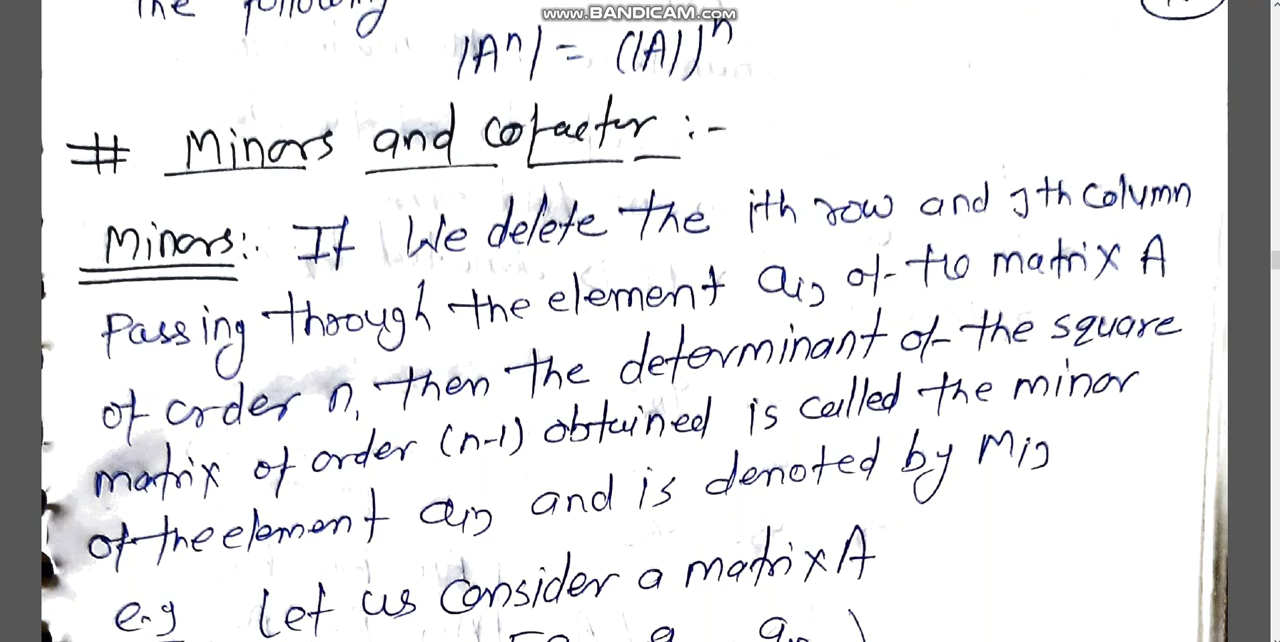 the following
www.BANDICAM.com
|Aⁿ| = (|A|)ⁿ
# Minors and cofactor :-
Minors:. If We delete the ith row and jth column
Passing through the element aij of the matrix A
of order n, then the determinant of the square
matrix of order (n-1) obtained is called the minor
of the element aij and is denoted by Mij
e.g Let us consider a matrix A